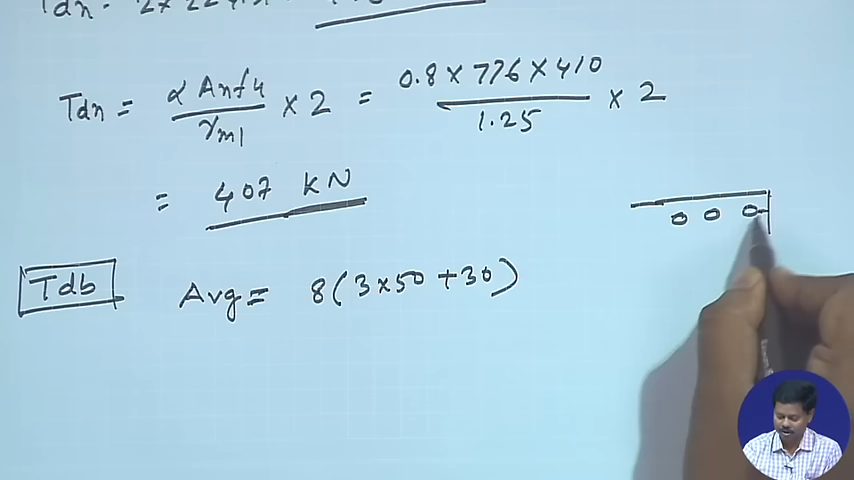 Tdn = α Anfu / γm1 × 2 = 0.8 × 776 × 410 / 1.25 × 2
= 407 kN
Tdb Avg = 8(3×50+30)